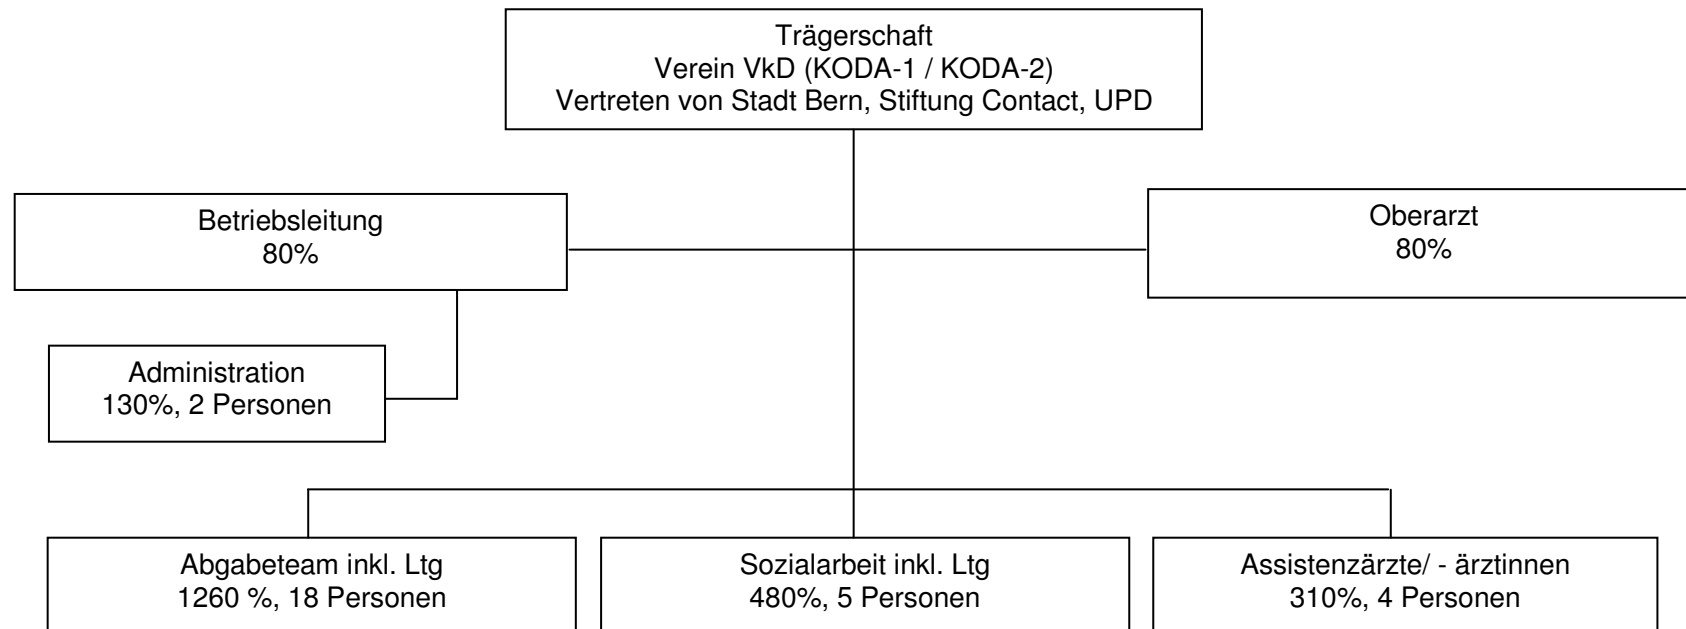 Trägerschaft
Verein VkD (KODA-1 / KODA-2)
Vertreten von Stadt Bern, Stiftung Contact, UPD
Betriebsleitung
80%
Oberarzt
80%
Administration
130%, 2 Personen
Abgabeteam inkl. Ltg
1260 %, 18 Personen
Sozialarbeit inkl. Ltg
480%, 5 Personen
Assistenzärzte/ - ärztinnen
310%, 4 Personen